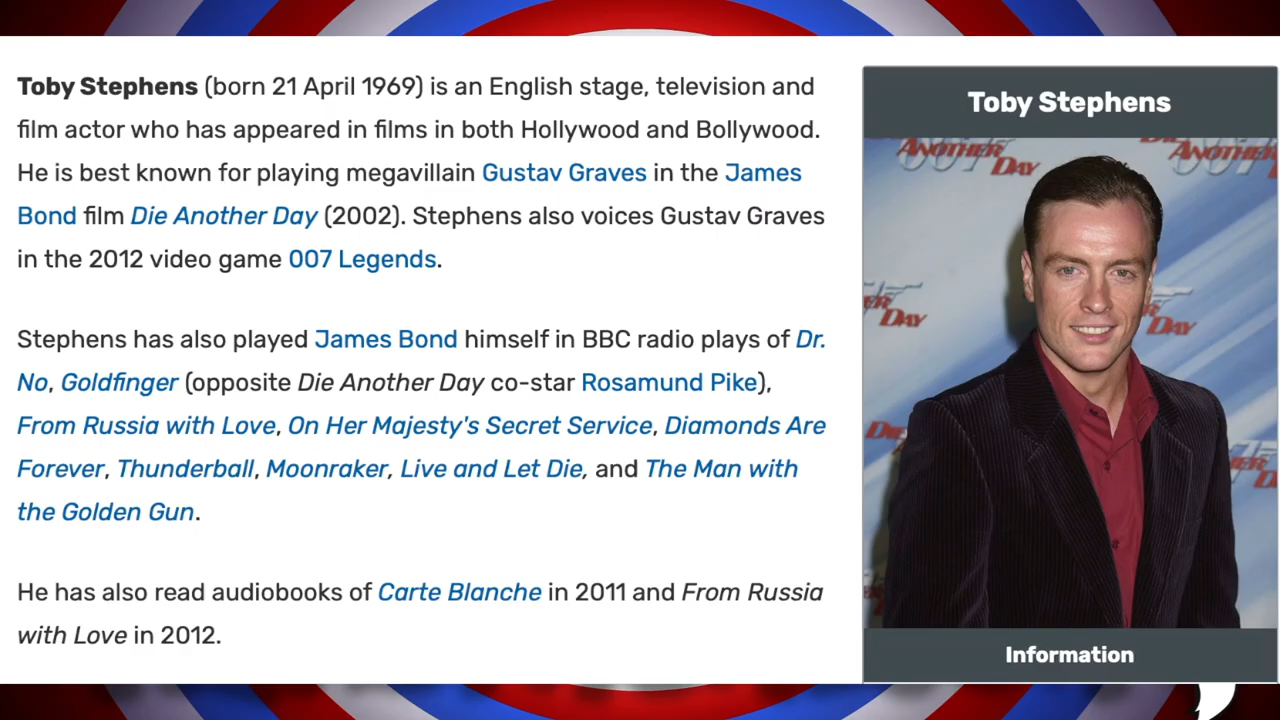 Toby Stephens (born 21 April 1969) is an English stage, television and
film actor who has appeared in films in both Hollywood and Bollywood.
He is best known for playing megavillain Gustav Graves in the James
Bond film Die Another Day (2002). Stephens also voices Gustav Graves
in the 2012 video game 007 Legends.
Stephens has also played James Bond himself in BBC radio plays of Dr.
No, Goldfinger (opposite Die Another Day co-star Rosamund Pike),
From Russia with Love, On Her Majesty's Secret Service, Diamonds Are
Forever, Thunderball, Moonraker, Live and Let Die, and The Man with
the Golden Gun.
He has also read audiobooks of Carte Blanche in 2011 and From Russia
with Love in 2012.
Toby Stephens
ANOTHER DAY
ANOTHER
DAY
Information